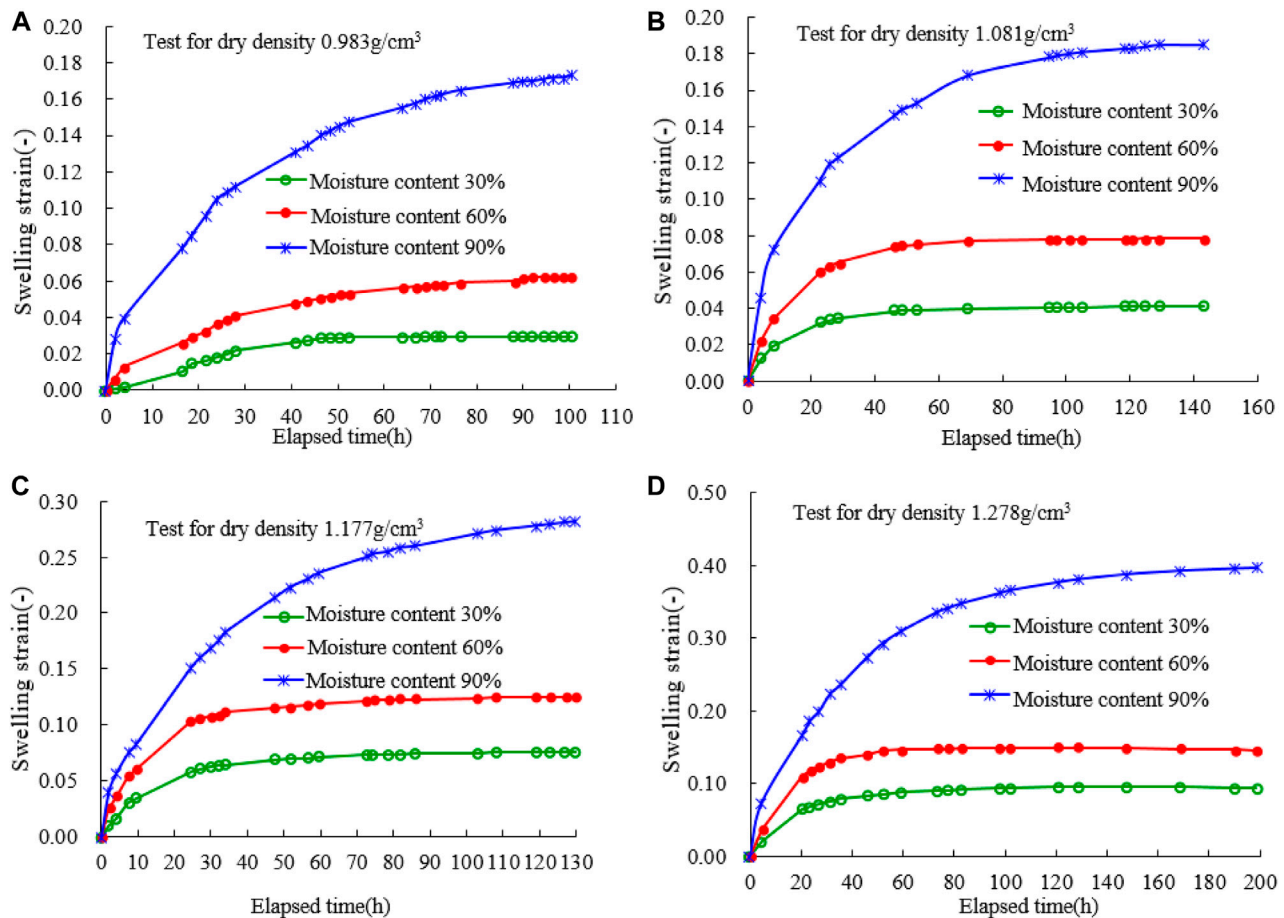 A
Test for dry density 0.983g/cm³
Swelling strain(-)
0.20
0.18
0.16
0.14
0.12
0.10
0.08
0.06
0.04
0.02
0.00
Moisture content 30%
Moisture content 60%
Moisture content 90%
0 10 20 30 40 50 60 70 80 90 100 110
Elapsed time(h)
B
Test for dry density 1.081g/cm³
Swelling strain(-)
0.20
0.18
0.16
0.14
0.12
0.10
0.08
0.06
0.04
0.02
0.00
Moisture content 30%
Moisture content 60%
Moisture content 90%
0 20 40 60 80 100 120 140 160
Elapsed time(h)
C
Test for dry density 1.177g/cm³
Swelling strain(-)
0.30
0.25
0.20
0.15
0.10
0.05
0.00
Moisture content 30%
Moisture content 60%
Moisture content 90%
0 10 20 30 40 50 60 70 80 90 100 110 120 130
Elapsed time(h)
D
Test for dry density 1.278g/cm³
Swelling strain(-)
0.50
0.40
0.30
0.20
0.10
0.00
Moisture content 30%
Moisture content 60%
Moisture content 90%
0 20 40 60 80 100 120 140 160 180 200
Elapsed time(h)